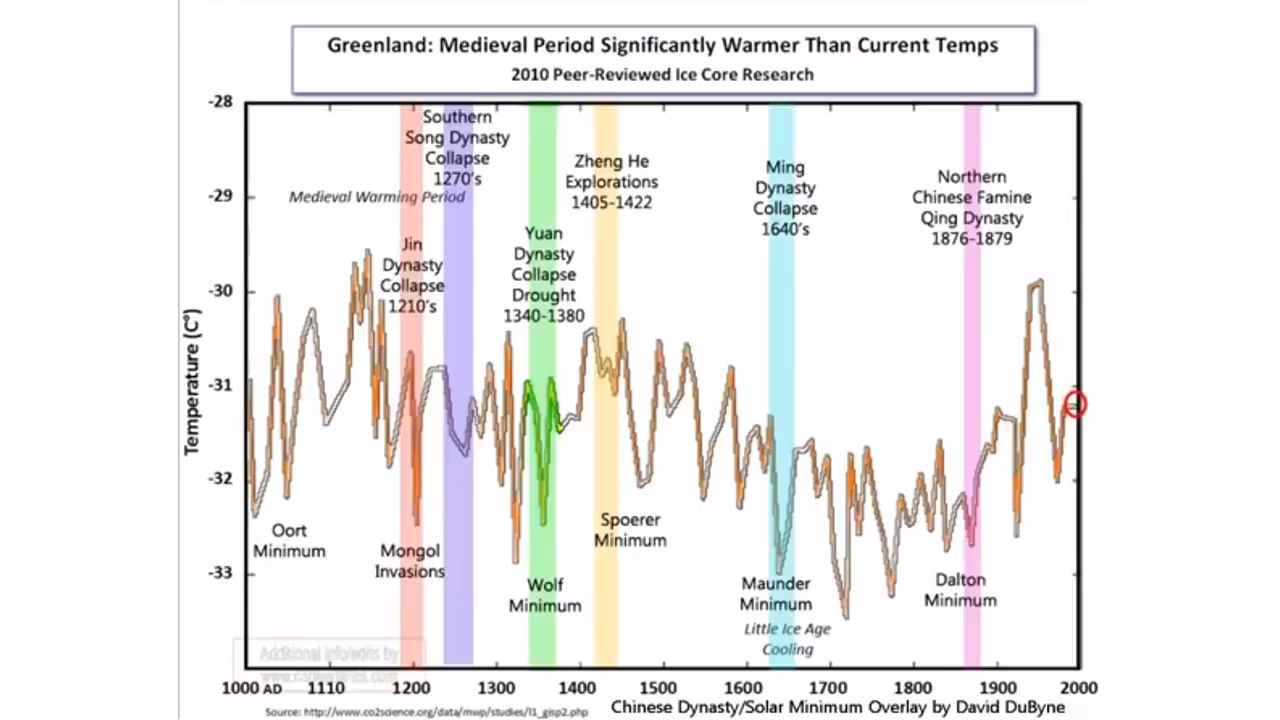 Greenland: Medieval Period Significantly Warmer Than Current Temps
2010 Peer-Reviewed Ice Core Research
-28
-29
-30
-31
-32
-33
Temperature (C°)
Southern
Song Dynasty
Collapse
1270's
Medieval Warming Period
Jin
Dynasty
Collapse
1210's
Yuan
Dynasty
Collapse
Drought
1340-1380
Zheng He
Explorations
1405-1422
Ming
Dynasty
Collapse
1640's
Northern
Chinese Famine
Qing Dynasty
1876-1879
Oort
Minimum
Mongol
Invasions
Wolf
Minimum
Spoerer
Minimum
Maunder
Minimum
Little Ice Age
Cooling
Dalton
Minimum
Additional info/edits by
1000 AD 1110 1200 1300 1400 1500 1600 1700 1800 1900 2000
Source: http://www.co2science.org/data/mwp/studies/l1_gisp2.php
Chinese Dynasty/Solar Minimum Overlay by David DuByne